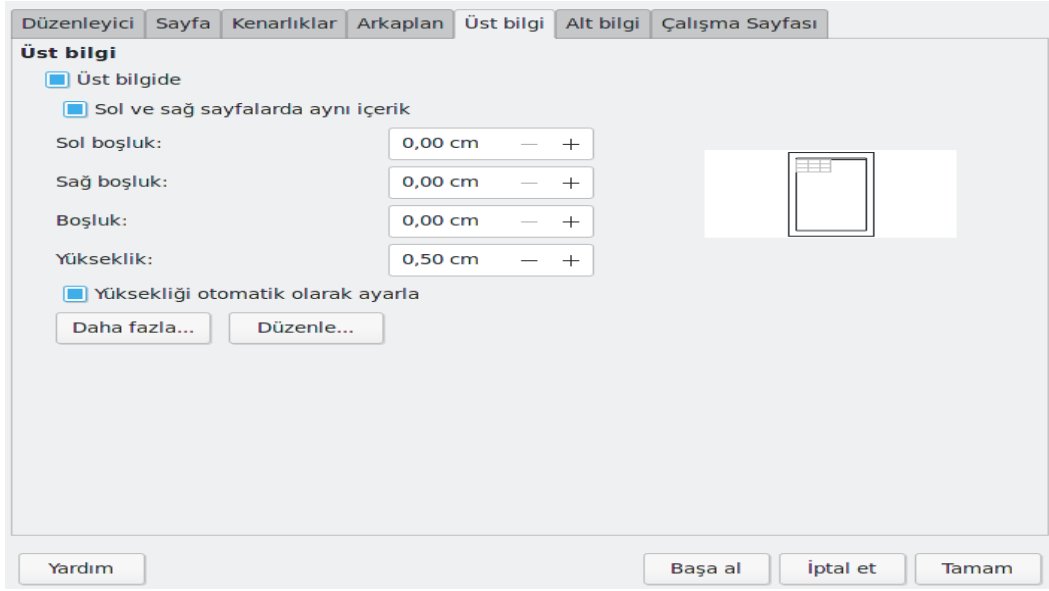 Düzenleyici Sayfa Kenarlıklar Arkaplan Üst bilgi Alt bilgi Çalışma Sayfası
Üst bilgi
Üst bilgide
Sol ve sağ sayfalarda aynı içerik
Sol boşluk: 0,00 cm
Sağ boşluk: 0,00 cm
Boşluk: 0,00 cm
Yükseklik: 0,50 cm
Yüksekliği otomatik olarak ayarla
Daha fazla... Düzenle...
Yardım Başa al İptal et Tamam